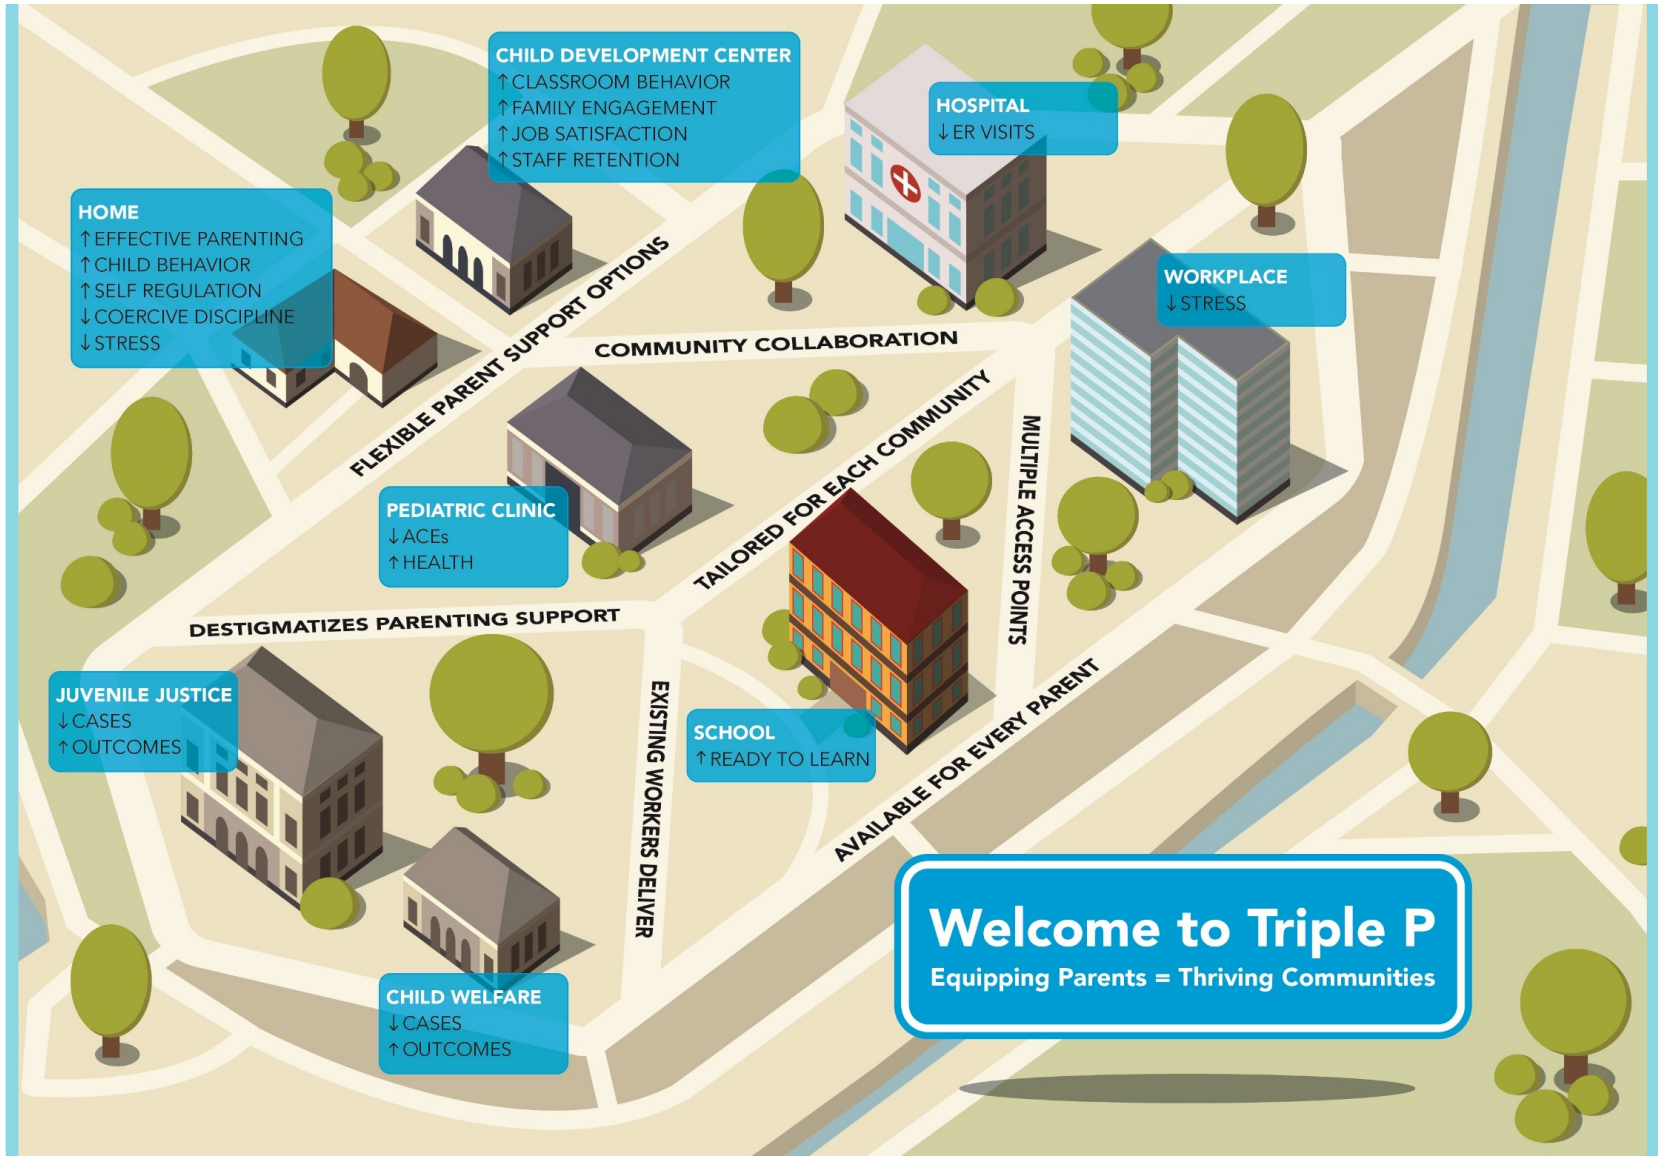 CHILD DEVELOPMENT CENTER
↑CLASSROOM BEHAVIOR
↑FAMILY ENGAGEMENT
↑JOB SATISFACTION
↑STAFF RETENTION
HOSPITAL
↓ER VISITS
HOME
↑EFFECTIVE PARENTING
↑CHILD BEHAVIOR
↑SELF REGULATION
↓COERCIVE DISCIPLINE
↓STRESS
WORKPLACE
↓STRESS
FLEXIBLE PARENT SUPPORT OPTIONS
COMMUNITY COLLABORATION
TAILORED FOR EACH COMMUNITY
MULTIPLE ACCESS POINTS
PEDIATRIC CLINIC
↓ACEs
↑HEALTH
DESTIGMATIZES PARENTING SUPPORT
JUVENILE JUSTICE
↓CASES
↑OUTCOMES
EXISTING WORKERS DELIVER
SCHOOL
↑READY TO LEARN
AVAILABLE FOR EVERY PARENT
CHILD WELFARE
↓CASES
↑OUTCOMES
Welcome to Triple P
Equipping Parents = Thriving Communities